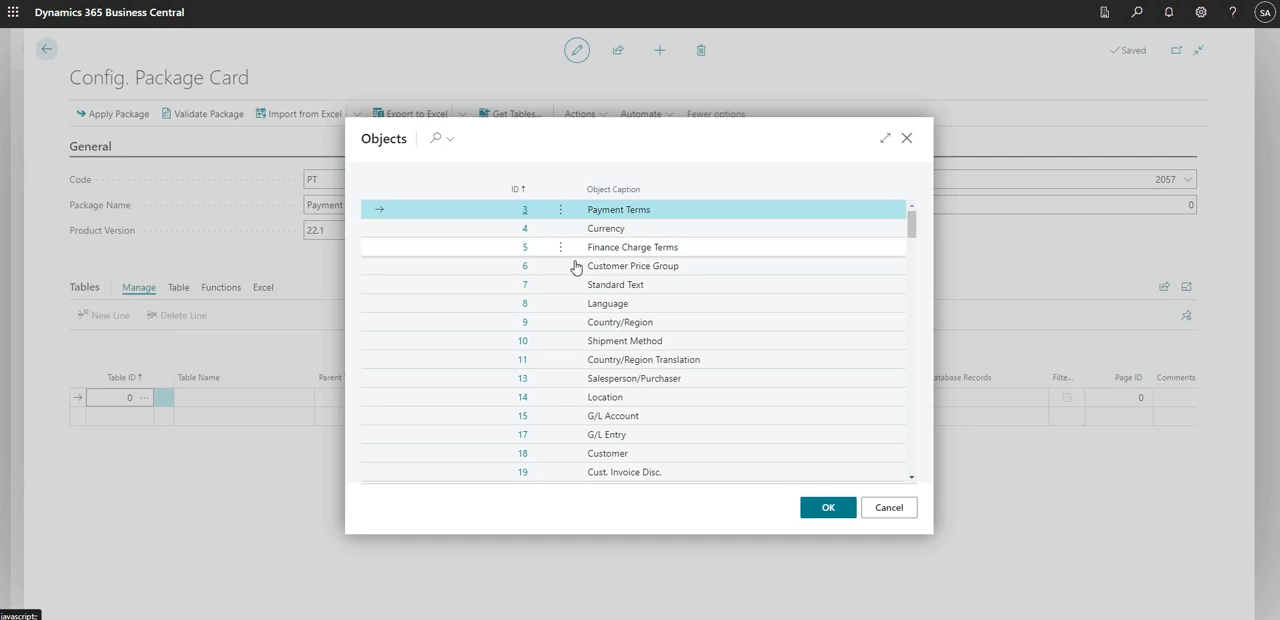 Dynamics 365 Business Central
?
SA
Saved
Config. Package Card
Apply Package Validate Package Import from Excel Export to Excel Get Tables... Actions Automate Fewer options
General
Code PT 2057
Package Name Payment 0
Product Version 22.1
Tables Manage Table Functions Excel
New Line Delete Line
Table ID ↑ Table Name Parent Database Records Filte... Page ID Comments
0 ... 0
Objects
ID ↑ Object Caption
3 Payment Terms
4 Currency
5 Finance Charge Terms
6 Customer Price Group
7 Standard Text
8 Language
9 Country/Region
10 Shipment Method
11 Country/Region Translation
13 Salesperson/Purchaser
14 Location
15 G/L Account
17 G/L Entry
18 Customer
19 Cust. Invoice Disc.
OK Cancel
javascript:;